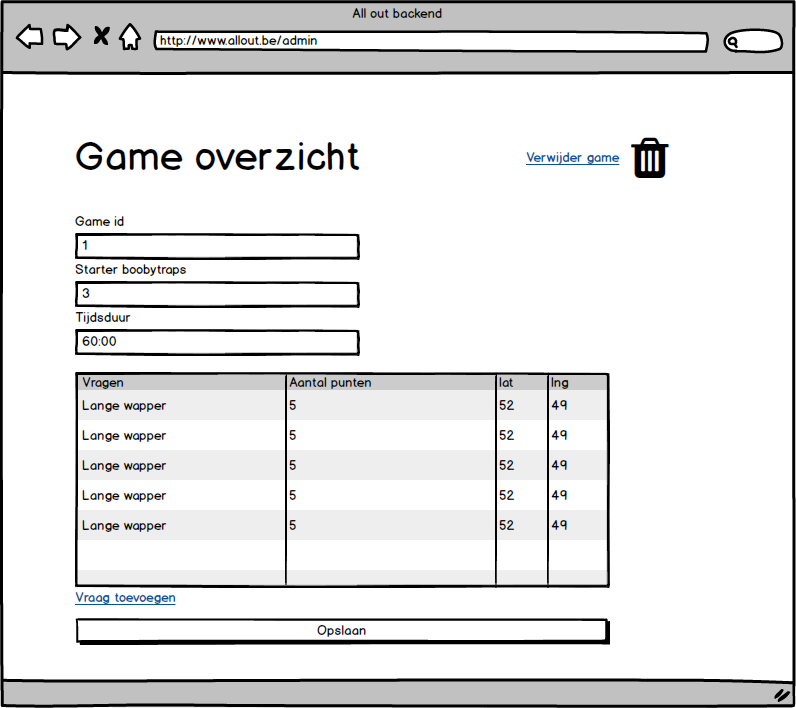 All out backend
http://www.allout.be/admin
Game overzicht
Verwijder game
Game id
1
Starter boobytraps
3
Tijdsduur
60:00
Vragen Aantal punten lat lng
Lange wapper 5 52 49
Lange wapper 5 52 49
Lange wapper 5 52 49
Lange wapper 5 52 49
Lange wapper 5 52 49
Vraag toevoegen
Opslaan